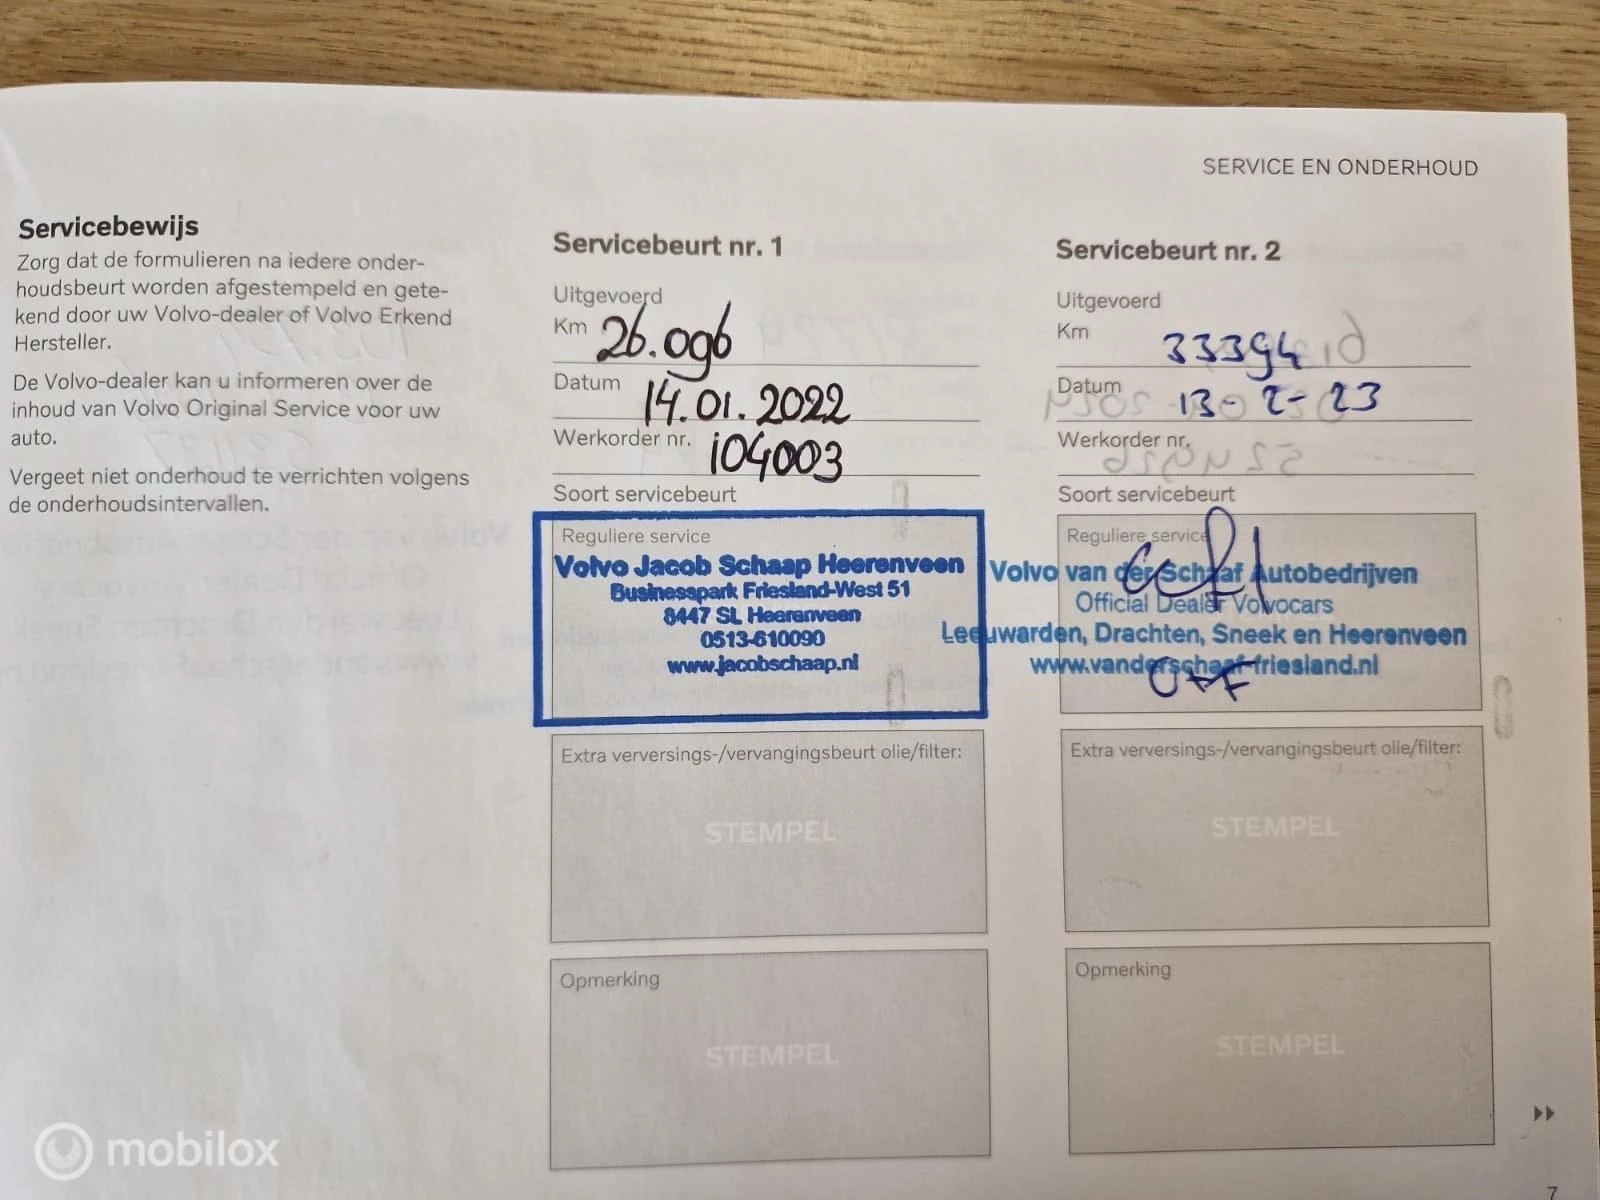 SERVICE EN ONDERHOUD
Servicebewijs
Zorg dat de formulieren na iedere onder-
houdsbeurt worden afgestempeld en gete-
kend door uw Volvo-dealer of Volvo Erkend
Hersteller.
De Volvo-dealer kan u informeren over de
inhoud van Volvo Original Service voor uw
auto.
Vergeet niet onderhoud te verrichten volgens
de onderhoudsintervallen.
Servicebeurt nr. 1
Uitgevoerd
Km 26.096
Datum 14.01.2022
Werkorder nr. 104003
Soort servicebeurt
Reguliere service
Volvo Jacob Schaap Heerenveen
Businesspark Friesland-West 51
8447 SL Heerenveen
0513-610090
www.jacobschaap.nl
Extra verversings-/vervangingsbeurt olie/filter:
STEMPEL
Opmerking
STEMPEL
Servicebeurt nr. 2
Uitgevoerd
Km 33394
Datum 13-2-23
Werkorder nr.
Soort servicebeurt
Reguliere service
Volvo van der Schaaf Autobedrijven
Official Dealer Volvocars
Leeuwarden, Drachten, Sneek en Heerenveen
www.vanderschaaf-friesland.nl
Extra verversings-/vervangingsbeurt olie/filter:
STEMPEL
Opmerking
STEMPEL
7
mobilox